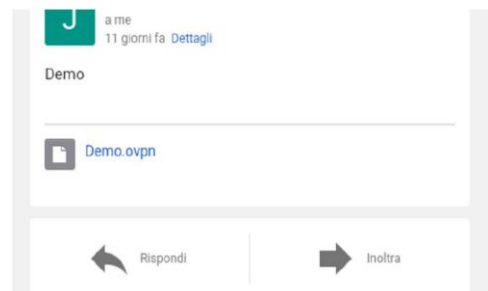 J
a me
11 giorni fa Dettagli
Demo
Demo.ovpn
Rispondi
Inoltra